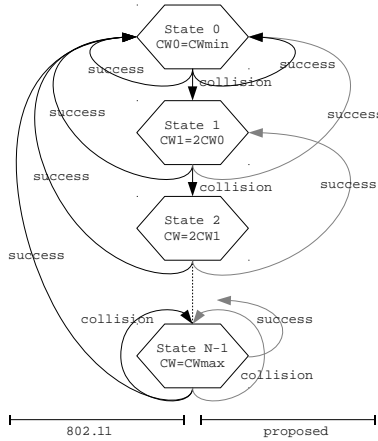 State 0
CW0=CWmin
success
success
collision
State 1
CW1=2CW0
success
success
success
success
collision
State 2
CW=2CW1
success
collision
success
State N-1
CW=CWmax
collision
802.11
proposed